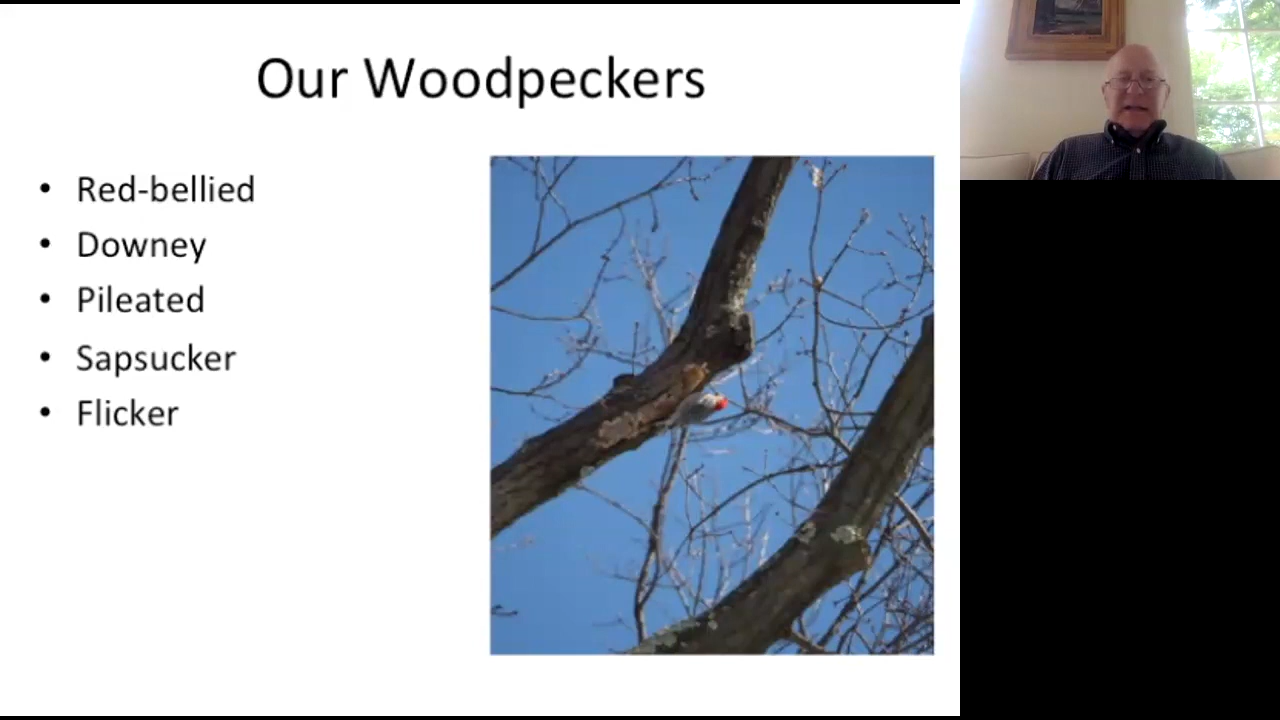 Our Woodpeckers
• Red-bellied
• Downey
• Pileated
• Sapsucker
• Flicker